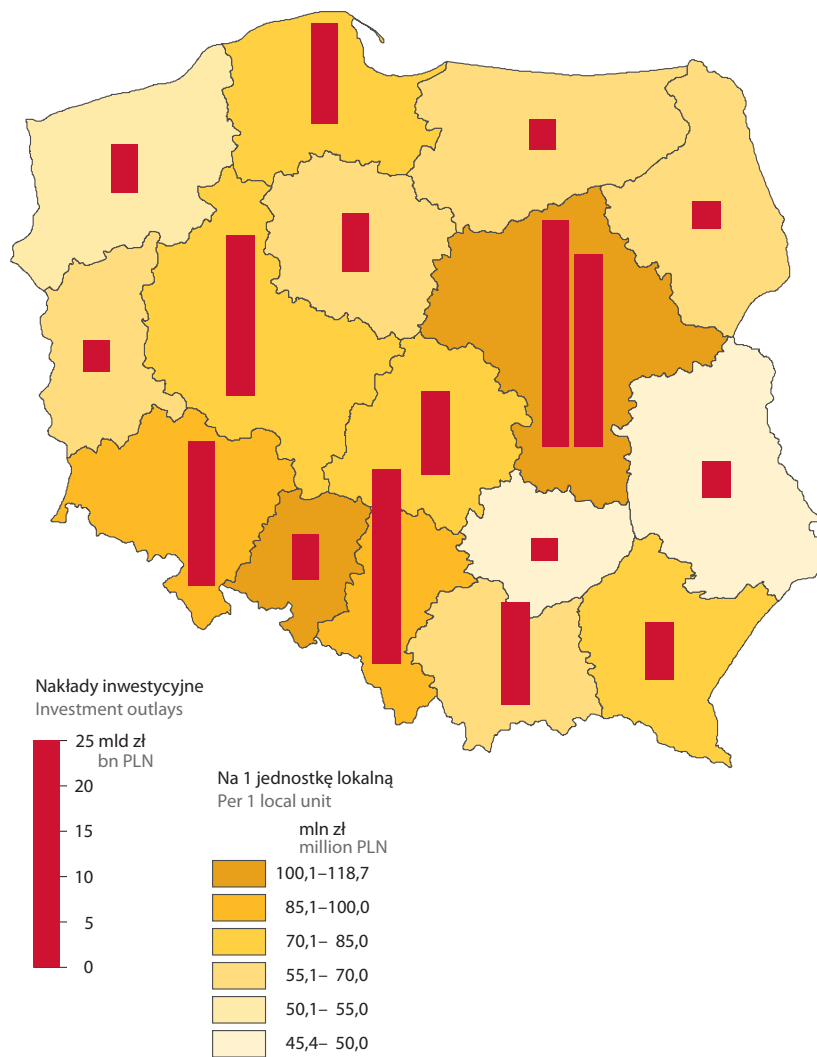 Nakłady inwestycyjne
Investment outlays
25 mld zł
bn PLN
20
15
10
5
0
Na 1 jednostkę lokalną
Per 1 local unit
mln zł
million PLN
100,1–118,7
85,1–100,0
70,1– 85,0
55,1– 70,0
50,1– 55,0
45,4– 50,0